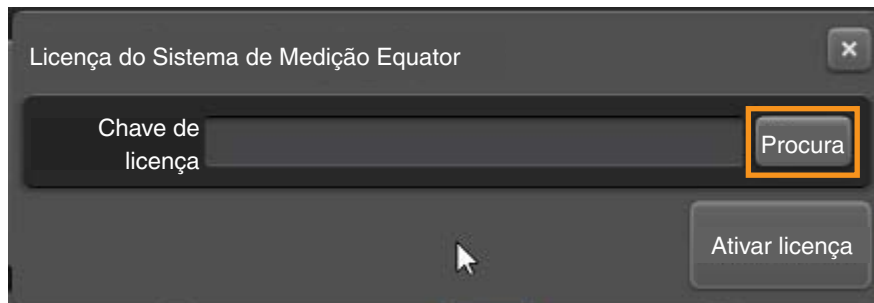 Licença do Sistema de Medição Equator
Chave de
licença
Procura
Ativar licença